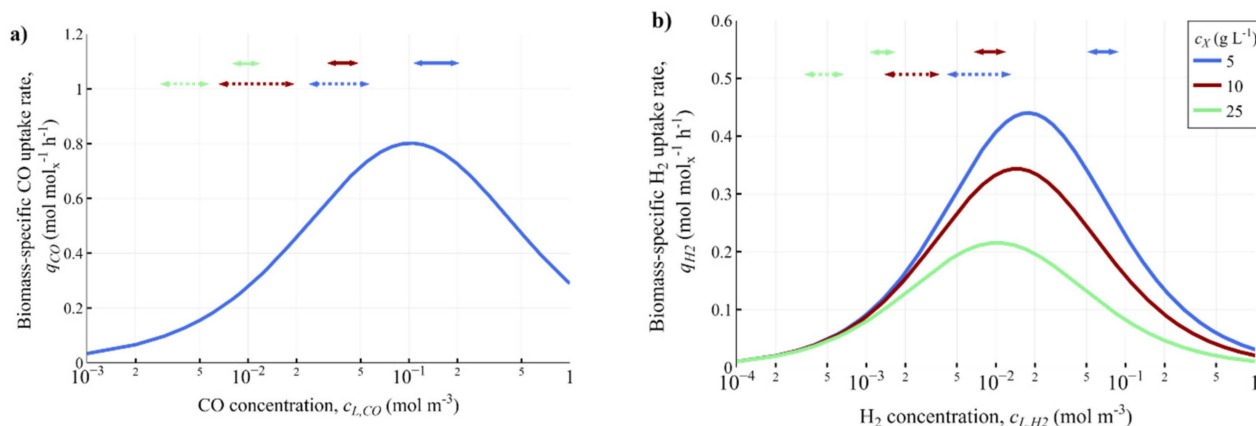 a)
Biomass-specific CO uptake rate,
q_CO (mol mol_x^-1 h^-1)
1.2
1
0.8
0.6
0.4
0.2
0
10^-3 2 5 10^-2 2 5 10^-1 2 5 1
CO concentration, c_L,CO (mol m^-3)
b)
Biomass-specific H_2 uptake rate,
q_H2 (mol mol_x^-1 h^-1)
0.6
0.5
0.4
0.3
0.2
0.1
0
10^-4 2 5 10^-3 2 5 10^-2 2 5 10^-1 2 5 1
H_2 concentration, c_L,H2 (mol m^-3)
c_X (g L^-1)
5
10
25